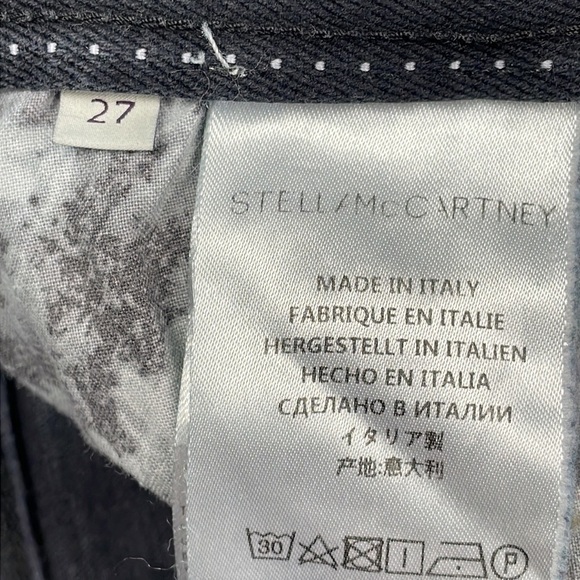 27
STELLA McCARTNEY
MADE IN ITALY
FABRIQUE EN ITALIE
HERGESTELLT IN ITALIEN
HECHO EN ITALIA
СДЕЛАНО В ИТАЛИИ
イタリア製
产地:意大利
30 P